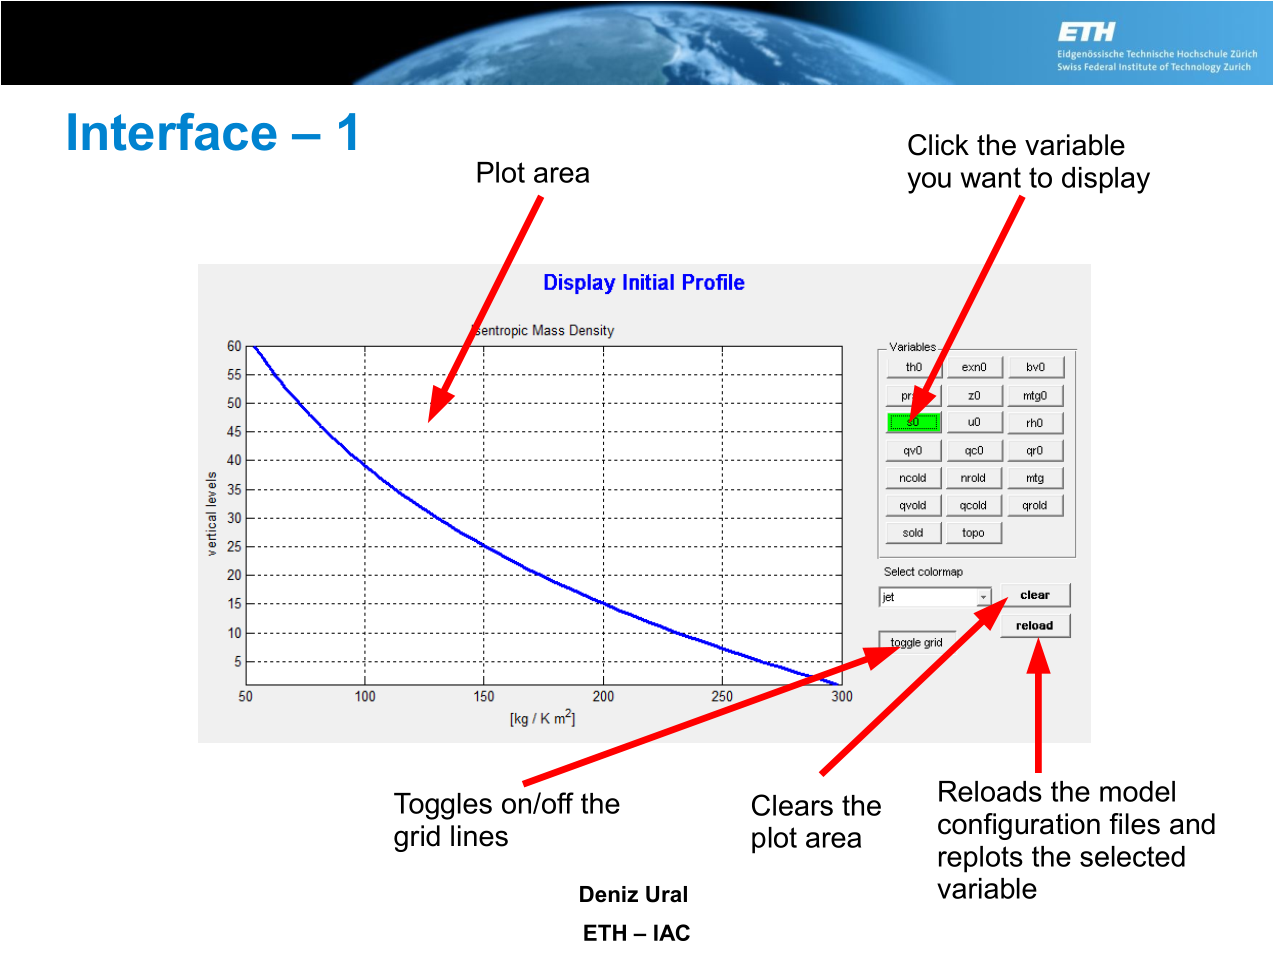 ETH
Eidgenössische Technische Hochschule Zürich
Swiss Federal Institute of Technology Zurich
Interface – 1
Plot area
Click the variable
you want to display
Display Initial Profile
Isentropic Mass Density
60
55
50
45
40
35
30
25
20
15
10
5
vertical levels
50 100 150 200 250 300
[kg / K m²]
Variables
th0 exn0 bv0
z0 mtg0
s0 u0 rh0
qv0 qc0 qr0
ncold nrold mtg
qvold qcold qrold
sold topo
Select colormap
jet
clear
reload
toggle grid
Toggles on/off the
grid lines
Clears the
plot area
Reloads the model
configuration files and
replots the selected
variable
Deniz Ural
ETH – IAC